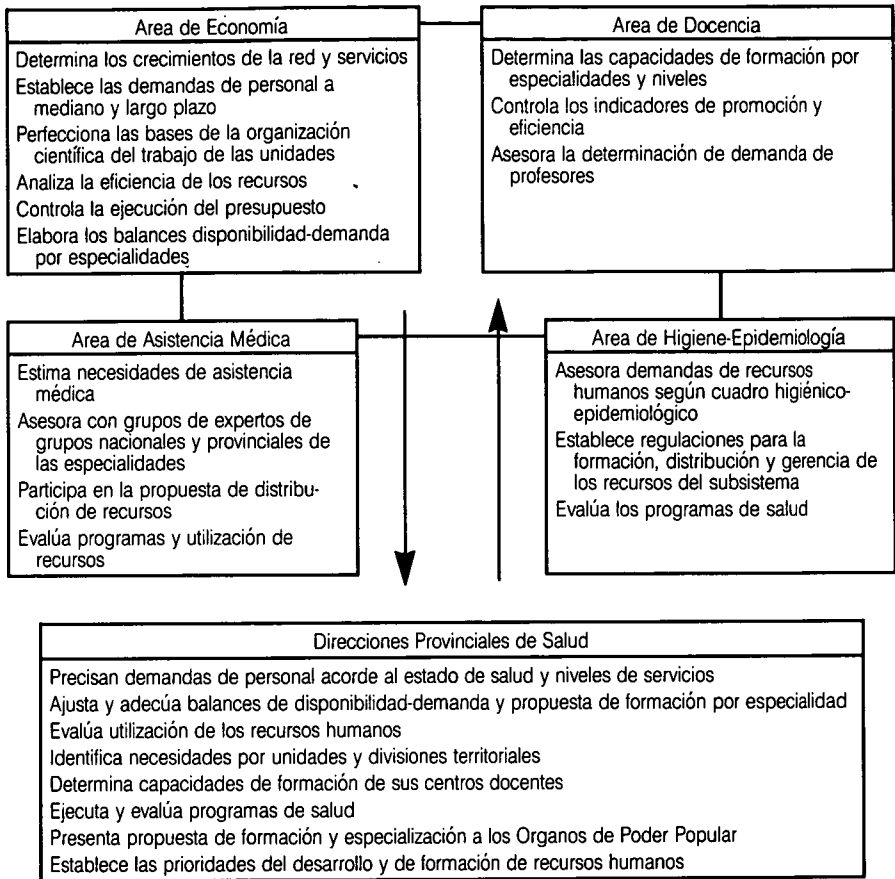 Area de Economía
Determina los crecimientos de la red y servicios
Establece las demandas de personal a
mediano y largo plazo
Perfecciona las bases de la organización
científica del trabajo de las unidades
Analiza la eficiencia de los recursos
Controla la ejecución del presupuesto
Elabora los balances disponibilidad-demanda
por especialidades
Area de Docencia
Determina las capacidades de formación por
especialidades y niveles
Controla los indicadores de promoción y
eficiencia
Asesora la determinación de demanda de
profesores
Area de Asistencia Médica
Estima necesidades de asistencia
médica
Asesora con grupos de expertos de
grupos nacionales y provinciales de
las especialidades
Participa en la propuesta de distribu-
ción de recursos
Evalúa programas y utilización de
recursos
Area de Higiene-Epidemiología
Asesora demandas de recursos
humanos según cuadro higiénico-
epidemiológico
Establece regulaciones para la
formación, distribución y gerencia de
los recursos del subsistema
Evalúa los programas de salud
Direcciones Provinciales de Salud
Precisan demandas de personal acorde al estado de salud y niveles de servicios
Ajusta y adecúa balances de disponibilidad-demanda y propuesta de formación por especialidad
Evalúa utilización de los recursos humanos
Identifica necesidades por unidades y divisiones territoriales
Determina capacidades de formación de sus centros docentes
Ejecuta y evalúa programas de salud
Presenta propuesta de formación y especialización a los Organos de Poder Popular
Establece las prioridades del desarrollo y de formación de recursos humanos